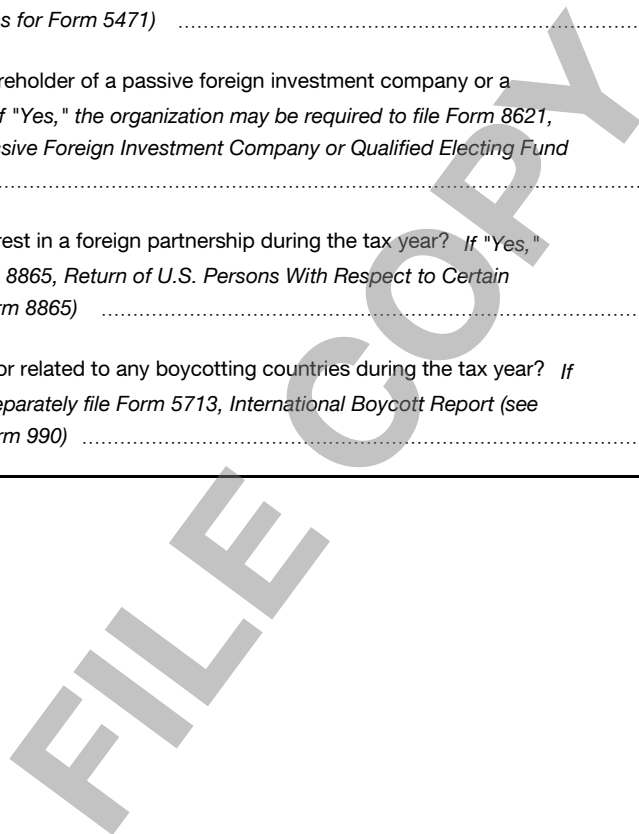 s for Form 5471) ................................................................
reholder of a passive foreign investment company or a
f "Yes," the organization may be required to file Form 8621,
ssive Foreign Investment Company or Qualified Electing Fund
................................................................
rest in a foreign partnership during the tax year? If "Yes,"
8865, Return of U.S. Persons With Respect to Certain
rm 8865) ................................................................
or related to any boycotting countries during the tax year? If
eparately file Form 5713, International Boycott Report (see
rm 990) ................................................................
FILE COPY